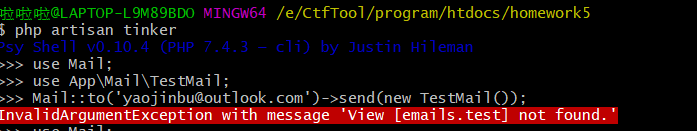 啦啦啦@LAPTOP-L9M89BDO MINGW64 /e/CtfTool/program/htdocs/homework5
$ php artisan tinker
Psy Shell v0.10.4 (PHP 7.4.3 — cli) by Justin Hileman
>>> use Mail;
>>> use App\Mail\TestMail;
>>> Mail::to('yaojinbu@outlook.com')->send(new TestMail());
InvalidArgumentException with message 'View [emails.test] not found.'
>>> use Mail;